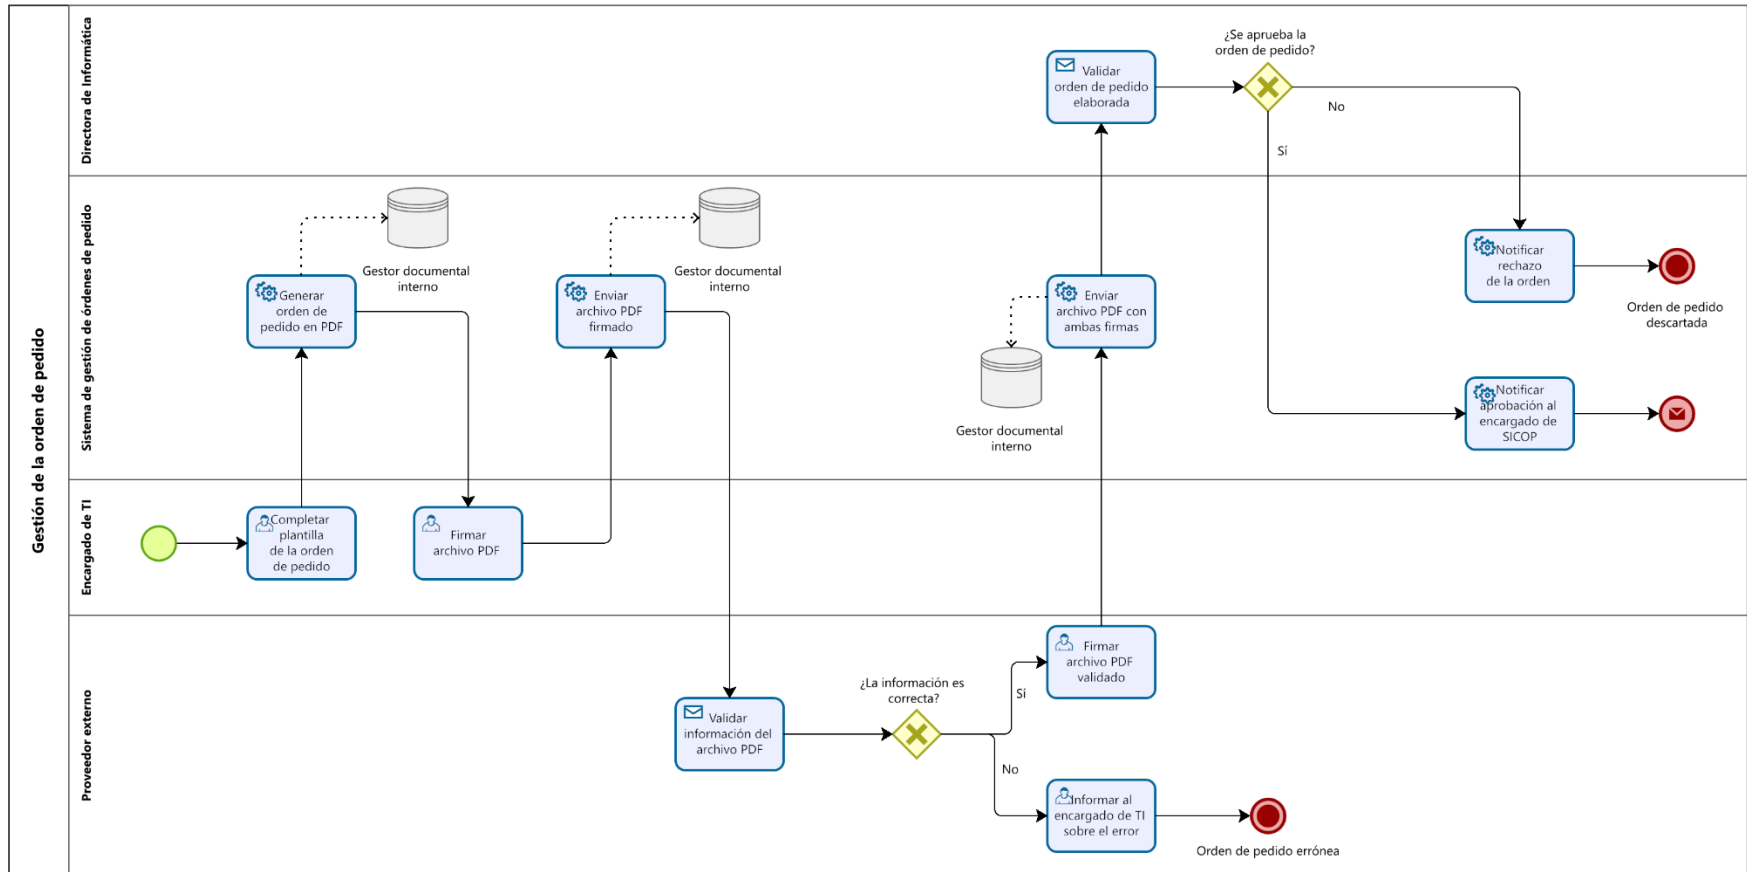 Gestión de la orden de pedido
Directora de Informática
Validar
orden de pedido
elaborada
¿Se aprueba la
orden de pedido?
No
Sí
Sistema de gestión de órdenes de pedido
Generar
orden de
pedido en PDF
Gestor documental
interno
Enviar
archivo PDF
firmado
Gestor documental
interno
Enviar
archivo PDF con
ambas firmas
Gestor documental
interno
Notificar
rechazo
de la orden
Orden de pedido
descartada
Notificar
aprobación al
encargado de
SICOP
Encargado de TI
Completar
plantilla
de la orden
de pedido
Firmar
archivo PDF
Proveedor externo
Validar
información del
archivo PDF
¿La información es
correcta?
Sí
No
Firmar
archivo PDF
validado
Informar al
encargado de TI
sobre el error
Orden de pedido errónea